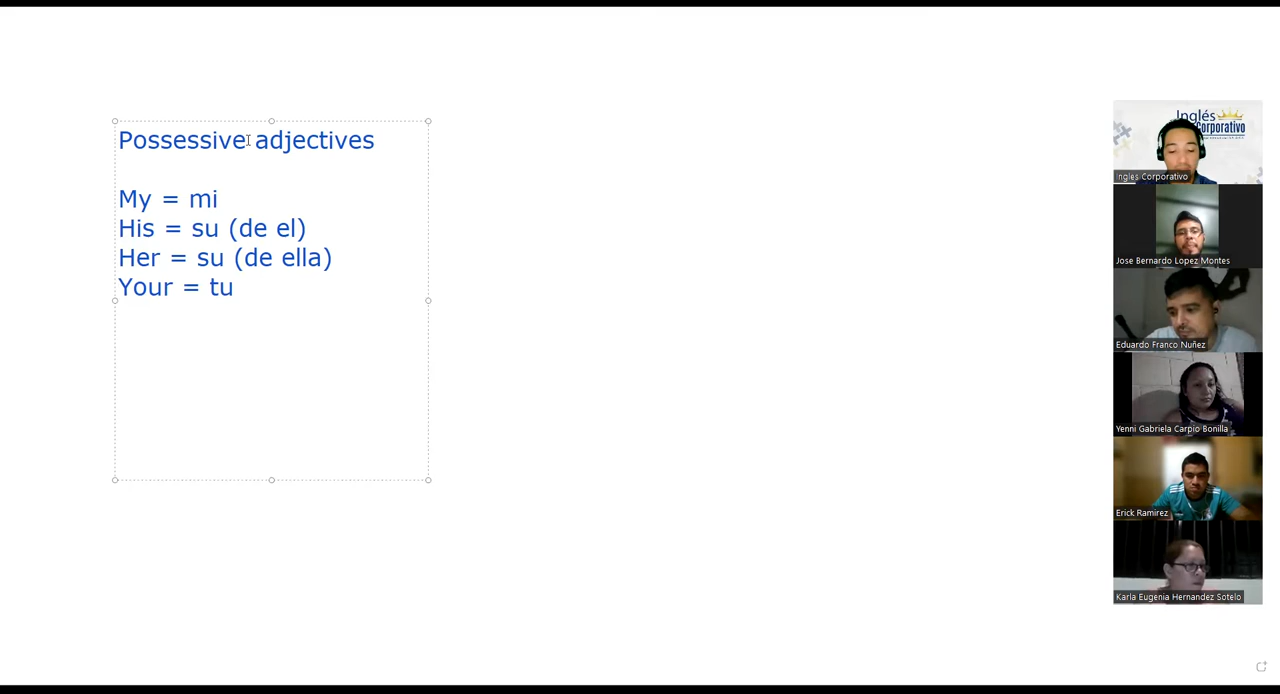 Possessive adjectives
My = mi
His = su (de el)
Her = su (de ella)
Your = tu
Inglés
Corporativo
Ingles Corporativo
Jose Bernardo Lopez Montes
Eduardo Franco Nuñez
Yenni Gabriela Carpio Bonilla
Erick Ramirez
Karla Eugenia Hernandez Sotelo